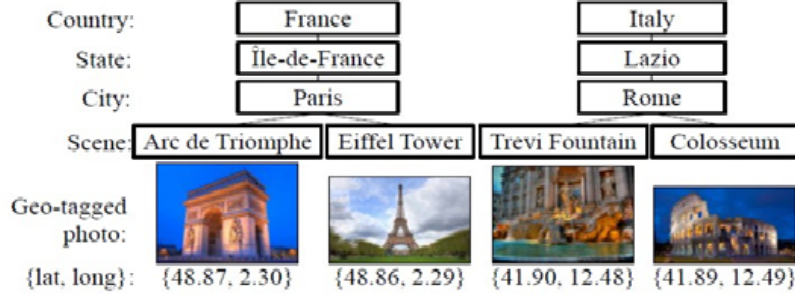 Country: France Italy
State: Île-de-France Lazio
City: Paris Rome
Scene: Arc de Triomphe Eiffel Tower Trevi Fountain Colosseum
Geo-tagged
photo:
{lat, long}: {48.87, 2.30} {48.86, 2.29} {41.90, 12.48} {41.89, 12.49}